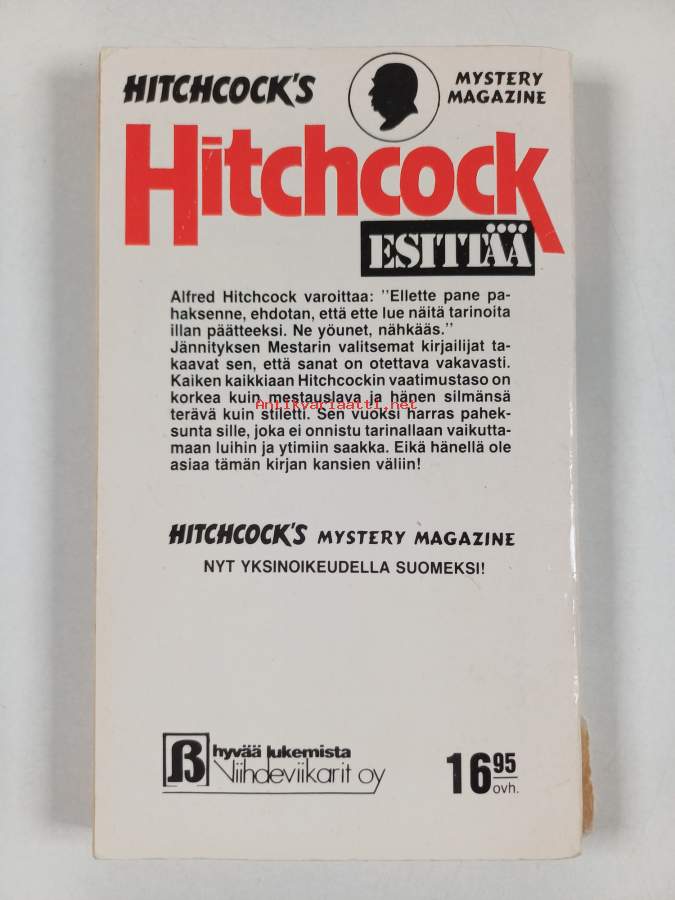 HITCHCOCK'S
MYSTERY
MAGAZINE
Hitchcock
ESITTÄÄ
Alfred Hitchcock varoittaa: "Ellette pane pa-
haksenne, ehdotan, että ette lue näitä tarinoita
illan päätteeksi. Ne yöunet, nähkääs."
Jännityksen Mestarin valitsemat kirjailijat ta-
kaavat sen, että sanat on otettava vakavasti.
Kaiken kaikkiaan Hitchcockin vaatimustaso on
korkea kuin mestauslava ja hänen silmänsä
Antikvariaatti.net
terävä kuin stiletti. Sen vuoksi harras pahek-
sunta sille, joka ei onnistu tarinallaan vaikutta-
maan luihin ja ytimiin saakka. Eikä hänellä ole
asiaa tämän kirjan kansien väliin!
HITCHCOCK'S MYSTERY MAGAZINE
NYT YKSINOIKEUDELLA SUOMEKSI!
hyvää lukemista
Viihdeviikarit oy
16 95
ovh.